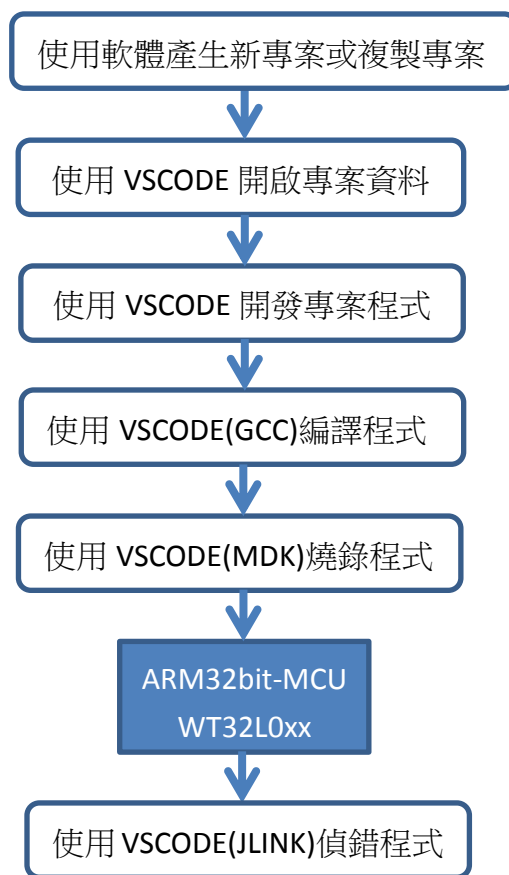 使用軟體產生新專案或複製專案
使用 VSCODE 開啟專案資料
使用 VSCODE 開發專案程式
使用 VSCODE(GCC)編譯程式
使用 VSCODE(MDK)燒錄程式
ARM32bit-MCU
WT32L0xx
使用 VSCODE(JLINK)偵錯程式